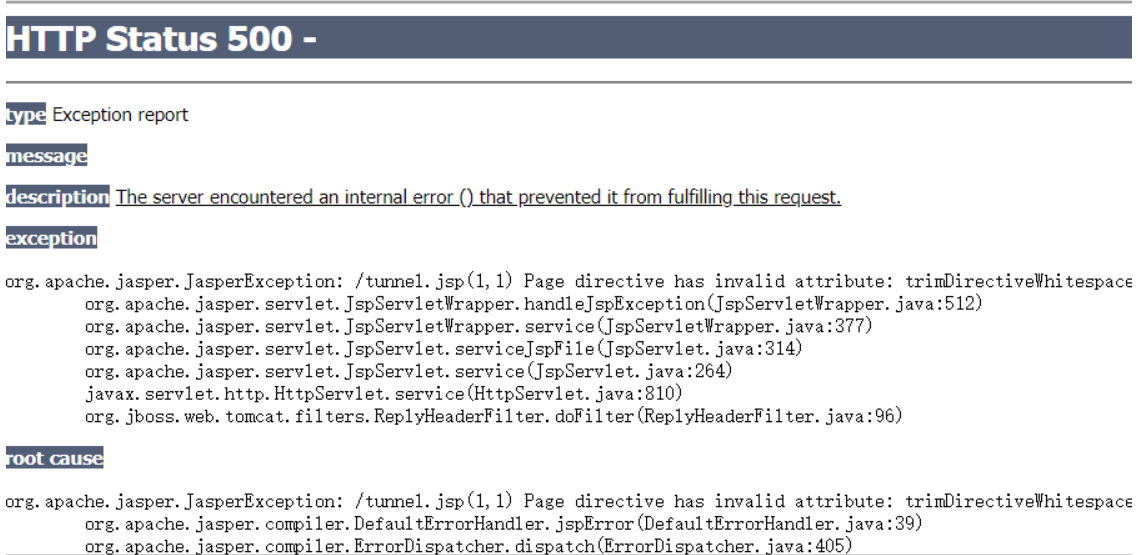 HTTP Status 500 -
type Exception report
message
description The server encountered an internal error () that prevented it from fulfilling this request.
exception
org.apache.jasper.JasperException: /tunnel.jsp(1,1) Page directive has invalid attribute: trimDirectiveWhitespace
org.apache.jasper.servlet.JspServletWrapper.handleJspException(JspServletWrapper.java:512)
org.apache.jasper.servlet.JspServletWrapper.service(JspServletWrapper.java:377)
org.apache.jasper.servlet.JspServlet.serviceJspFile(JspServlet.java:314)
org.apache.jasper.servlet.JspServlet.service(JspServlet.java:264)
javax.servlet.http.HttpServlet.service(HttpServlet.java:810)
org.jboss.web.tomcat.filters.ReplyHeaderFilter.doFilter(ReplyHeaderFilter.java:96)
root cause
org.apache.jasper.JasperException: /tunnel.jsp(1,1) Page directive has invalid attribute: trimDirectiveWhitespace
org.apache.jasper.compiler.DefaultErrorHandler.jspError(DefaultErrorHandler.java:39)
org.apache.jasper.compiler.ErrorDispatcher.dispatch(ErrorDispatcher.java:405)